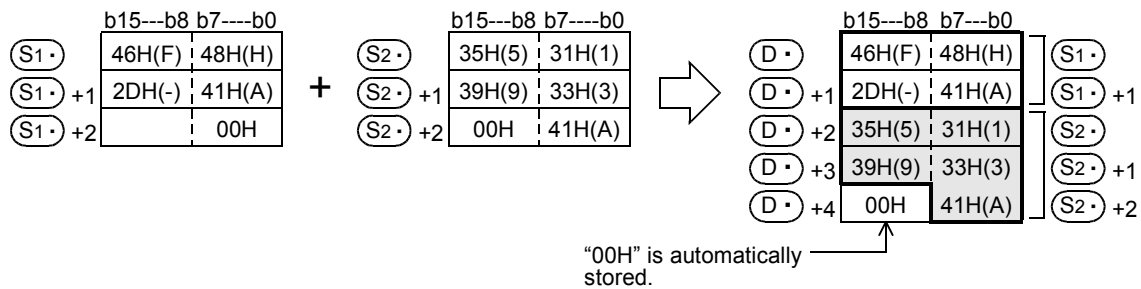 b15---b8 b7----b0 b15---b8 b7---b0 b15---b8 b7---b0
S1· 46H(F) 48H(H) S2· 35H(5) 31H(1) D· 46H(F) 48H(H) S1·
S1· +1 2DH(-) 41H(A) + S2· +1 39H(9) 33H(3) D· +1 2DH(-) 41H(A) S1· +1
S1· +2 00H S2· +2 00H 41H(A) D· +2 35H(5) 31H(1) S2·
D· +3 39H(9) 33H(3) S2· +1
D· +4 00H 41H(A) S2· +2
“00H” is automatically
stored.